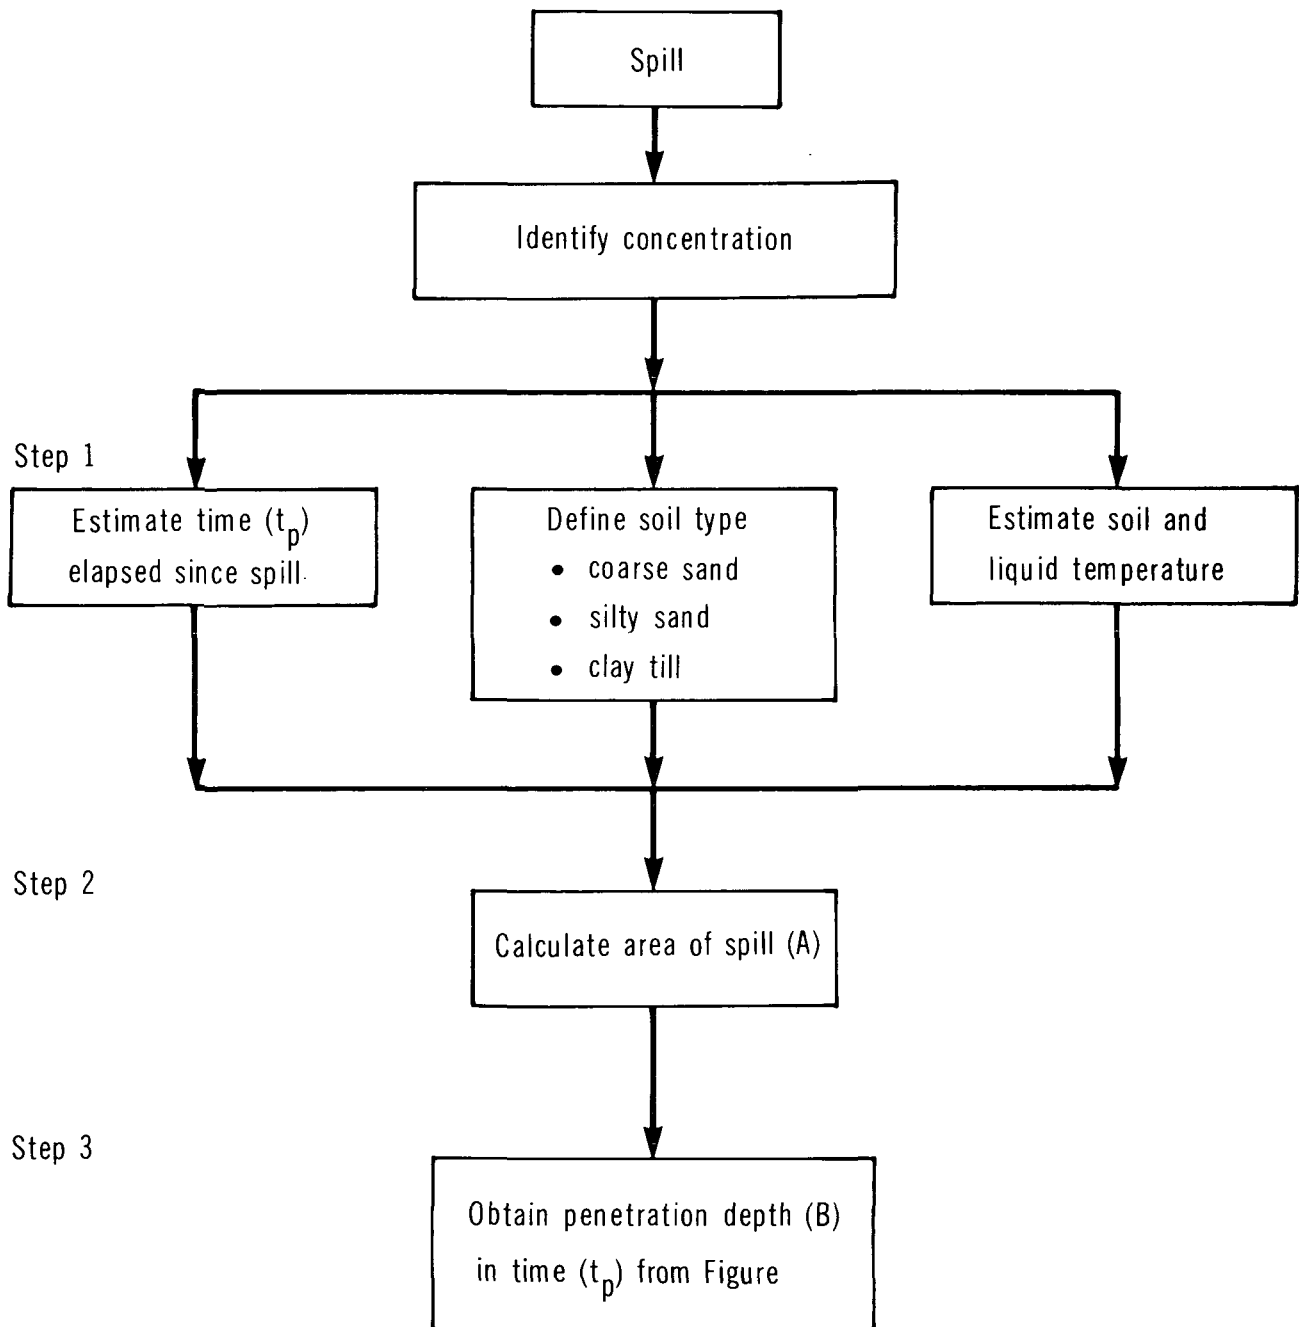 Spill
Identify concentration
Step 1
Estimate time (tp)
elapsed since spill.
Define soil type
• coarse sand
• silty sand
• clay till
Estimate soil and
liquid temperature
Step 2
Calculate area of spill (A)
Step 3
Obtain penetration depth (B)
in time (tp) from Figure